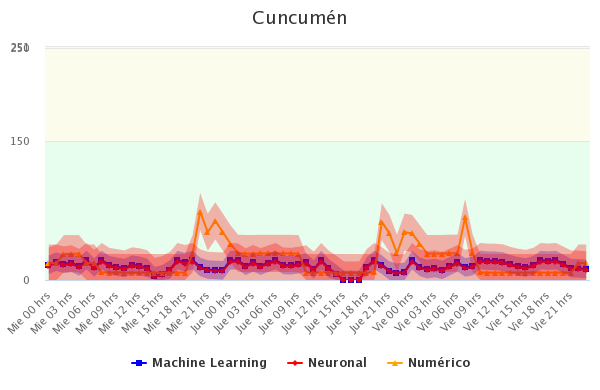 Cuncumén
150
0
Mie 00 hrs
Mie 03 hrs
Mie 06 hrs
Mie 09 hrs
Mie 12 hrs
Mie 15 hrs
Mie 18 hrs
Mie 21 hrs
Jue 00 hrs
Jue 03 hrs
Jue 06 hrs
Jue 09 hrs
Jue 12 hrs
Jue 15 hrs
Jue 18 hrs
Jue 21 hrs
Vie 00 hrs
Vie 03 hrs
Vie 06 hrs
Vie 09 hrs
Vie 12 hrs
Vie 15 hrs
Vie 18 hrs
Vie 21 hrs
Machine Learning Neuronal Numérico